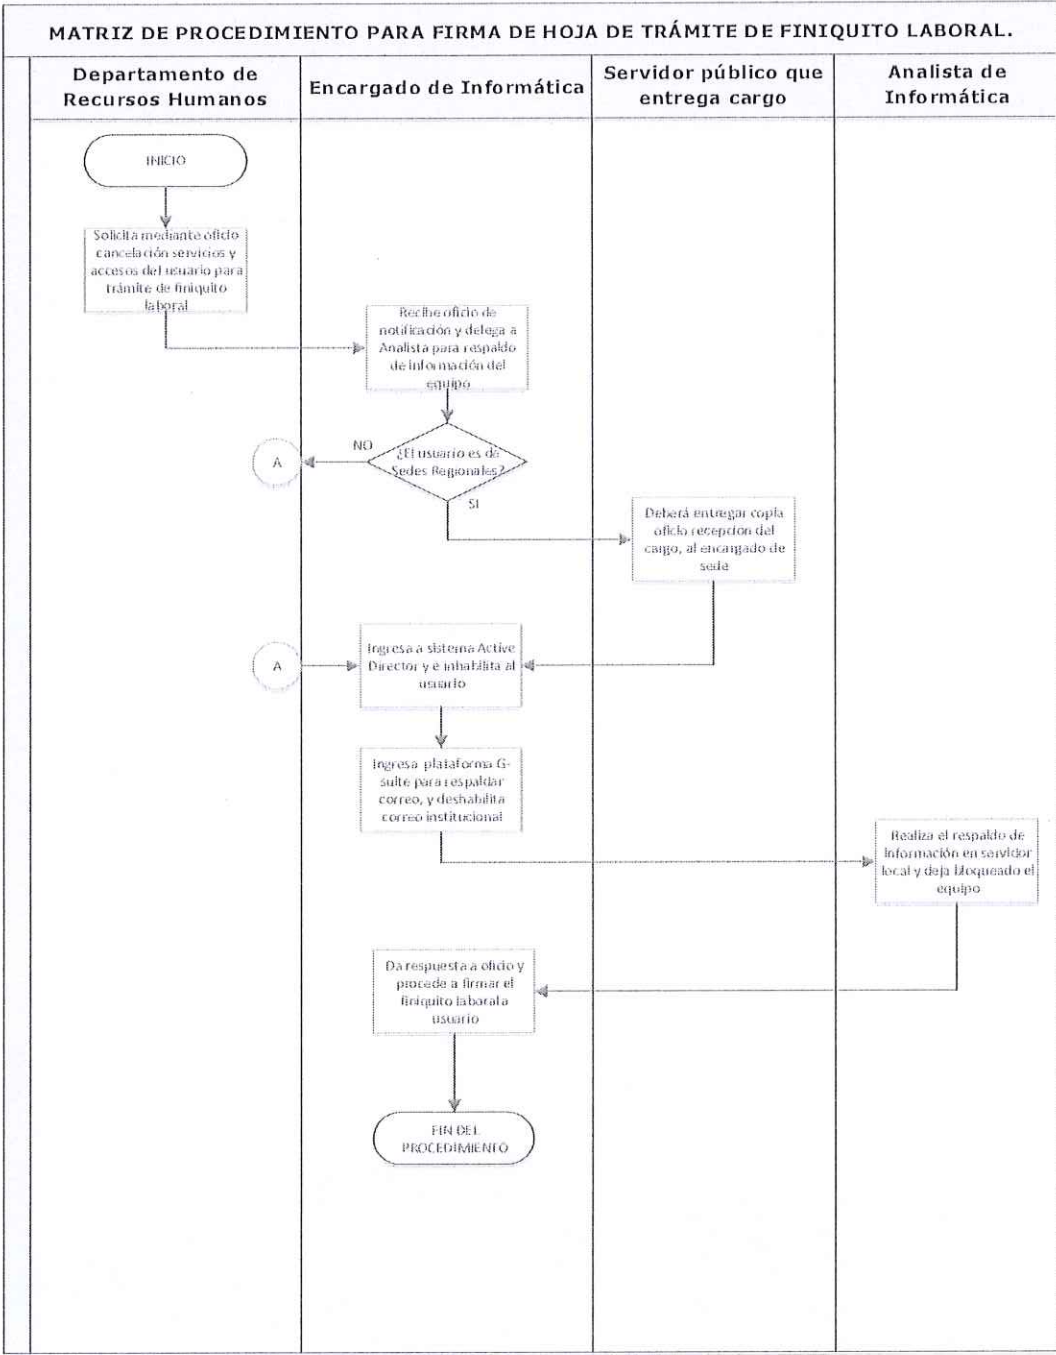 MATRIZ DE PROCEDIMIENTO PARA FIRMA DE HOJA DE TRÁMITE DE FINIQUITO LABORAL.
Departamento de
Recursos Humanos
Encargado de Informática
Servidor público que
entrega cargo
Analista de
Informática
INICIO
Solicita mediante oficio
cancelación servicios y
accesos del usuario para
trámite de finiquito
laboral
Recibe oficio de
notificación y delega a
Analista para respaldo
de información del
equipo
¿El usuario es de
Sedes Regionales?
NO
A
SI
Deberá entregar copia
oficio recepción del
cargo, al encargado de
sede
A
Ingresa a sistema Active
Director y e inhabilita al
usuario
Ingresa plataforma G-
suite para respaldar
correo, y deshabilita
correo institucional
Realiza el respaldo de
información en servidor
local y deja bloqueado el
equipo
Da respuesta a oficio y
procede a firmar el
finiquito laboral a
usuario
FIN DEL
PROCEDIMIENTO